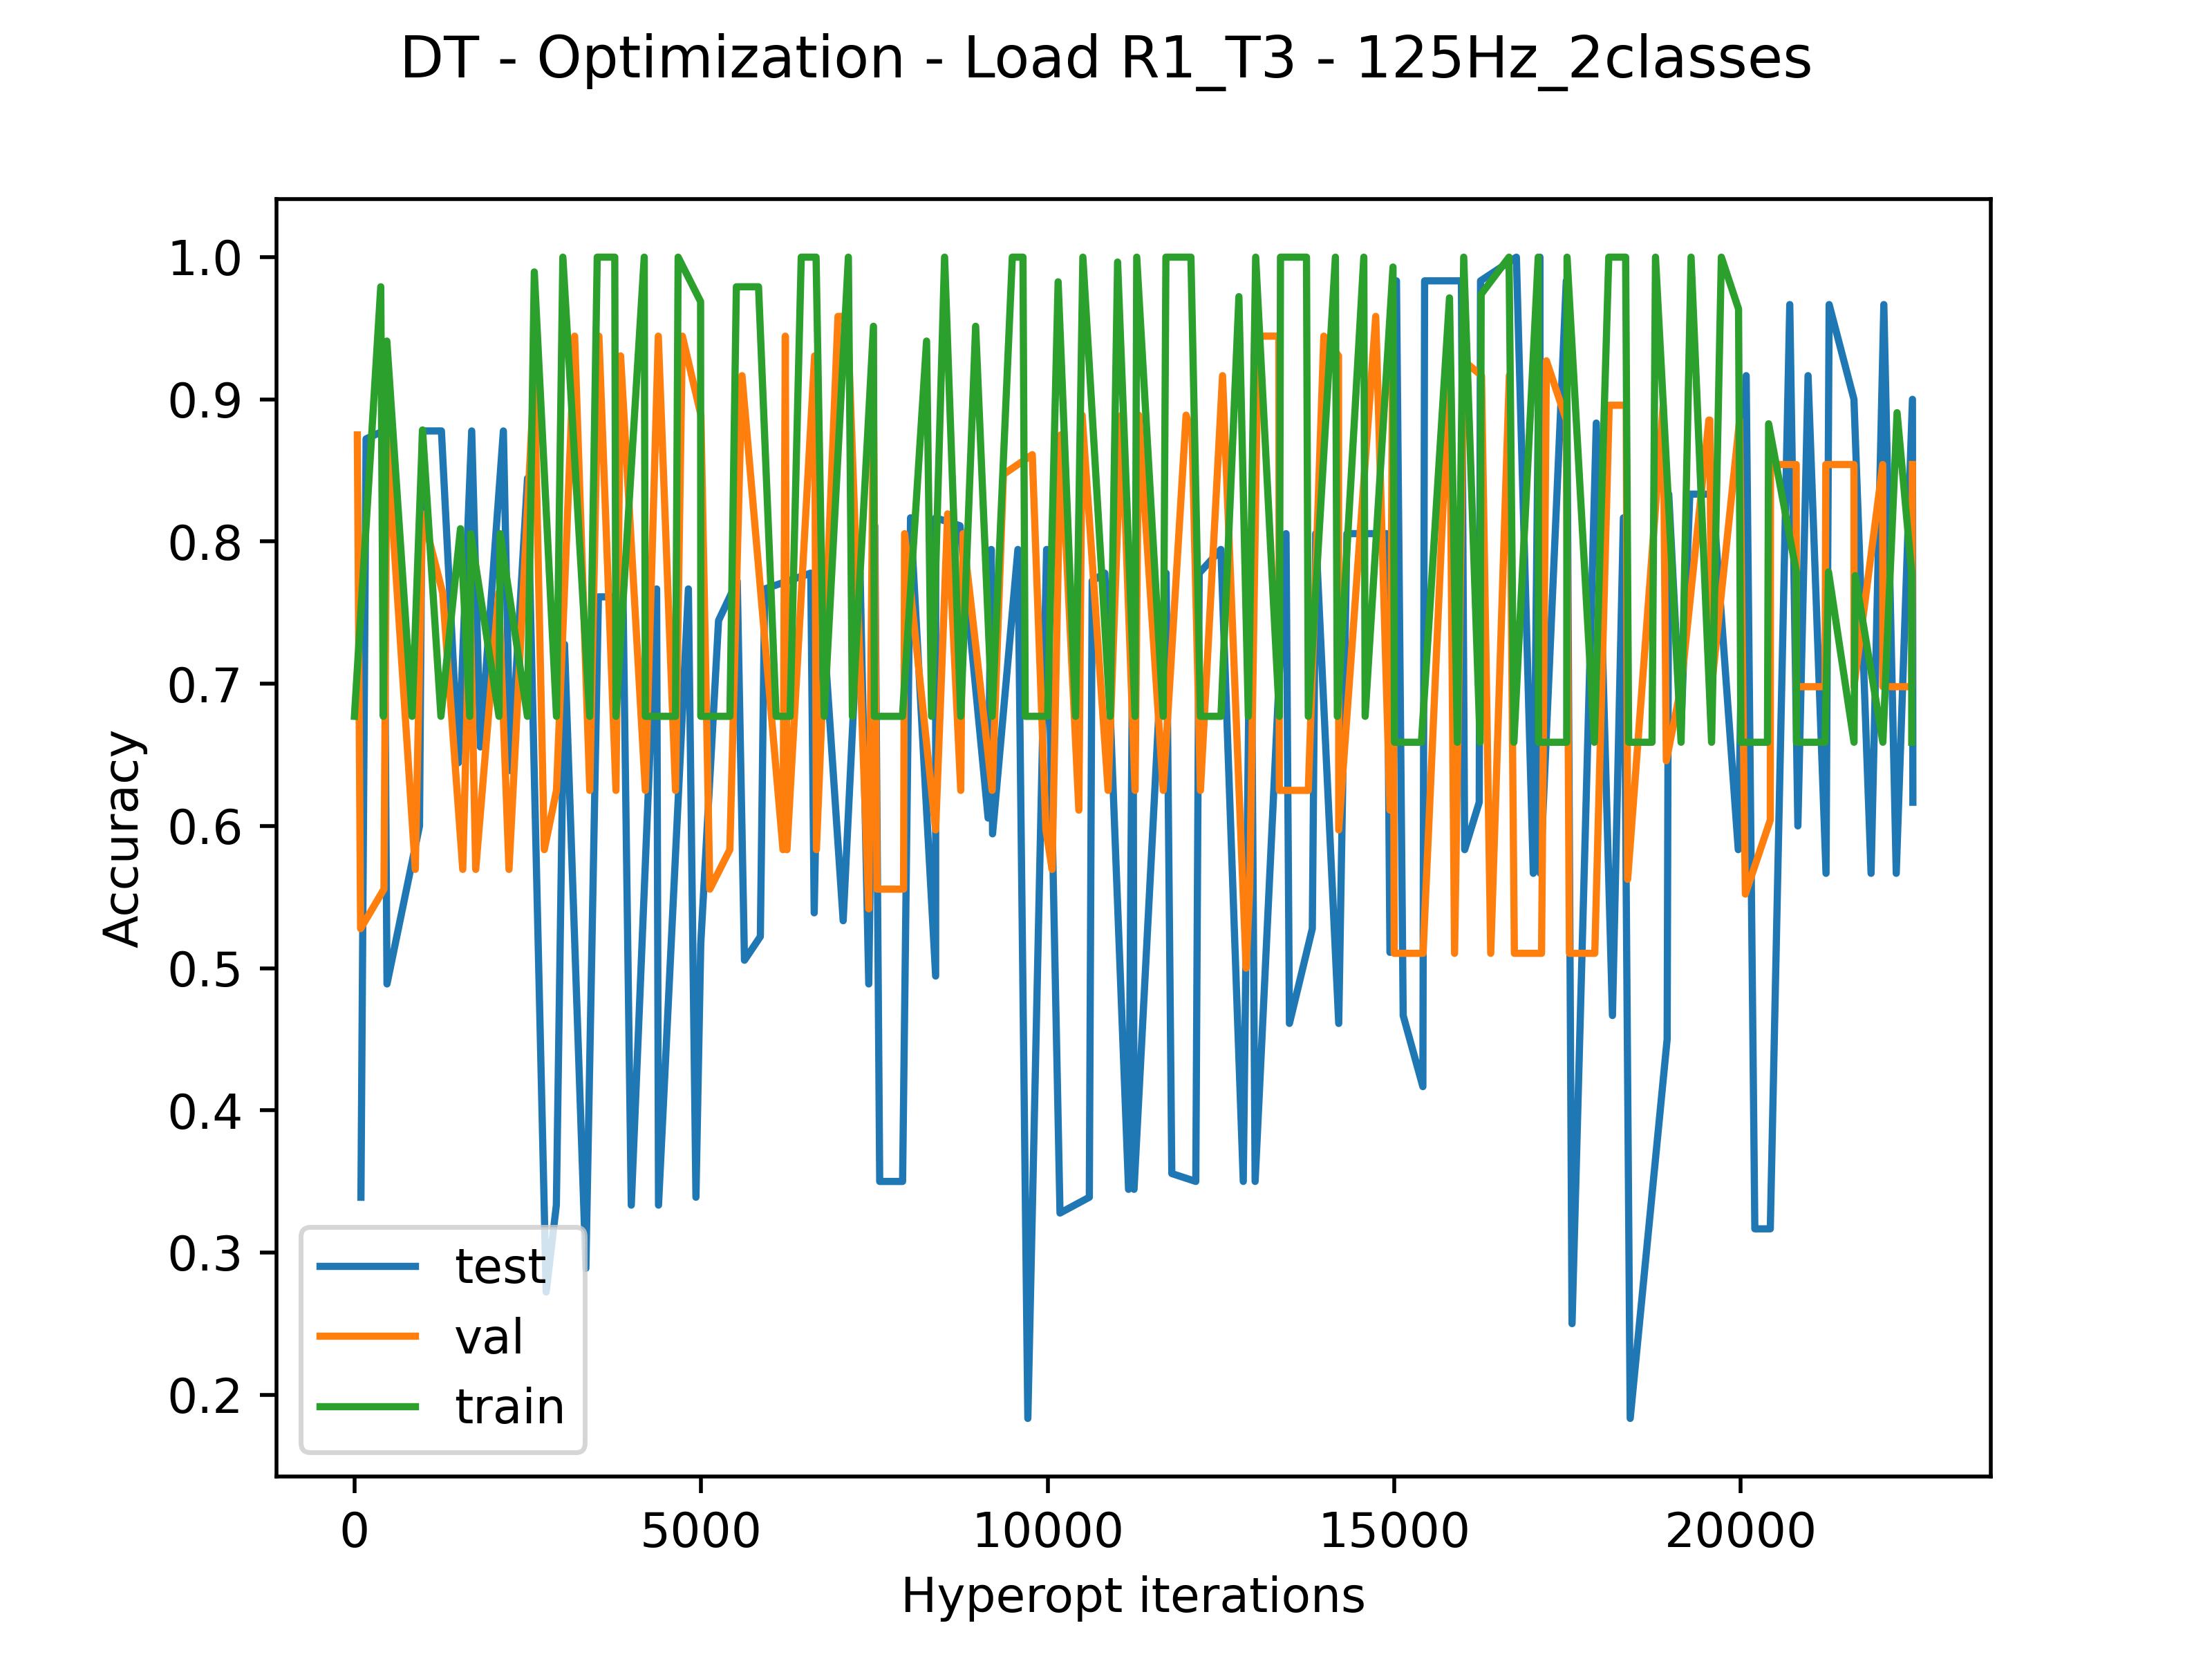 DT - Optimization - Load R1_T3 - 125Hz_2classes
1.0
0.9
0.8
0.7
0.6
0.5
0.4
0.3
0.2
Accuracy
test
val
train
0 5000 10000 15000 20000
Hyperopt iterations